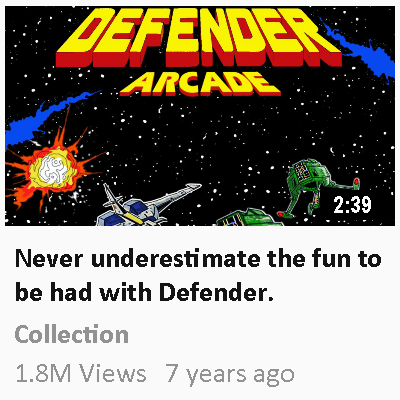 DEFENDER
ARCADE
2:39
Never underestimate the fun to
be had with Defender.
Collection
1.8M Views 7 years ago